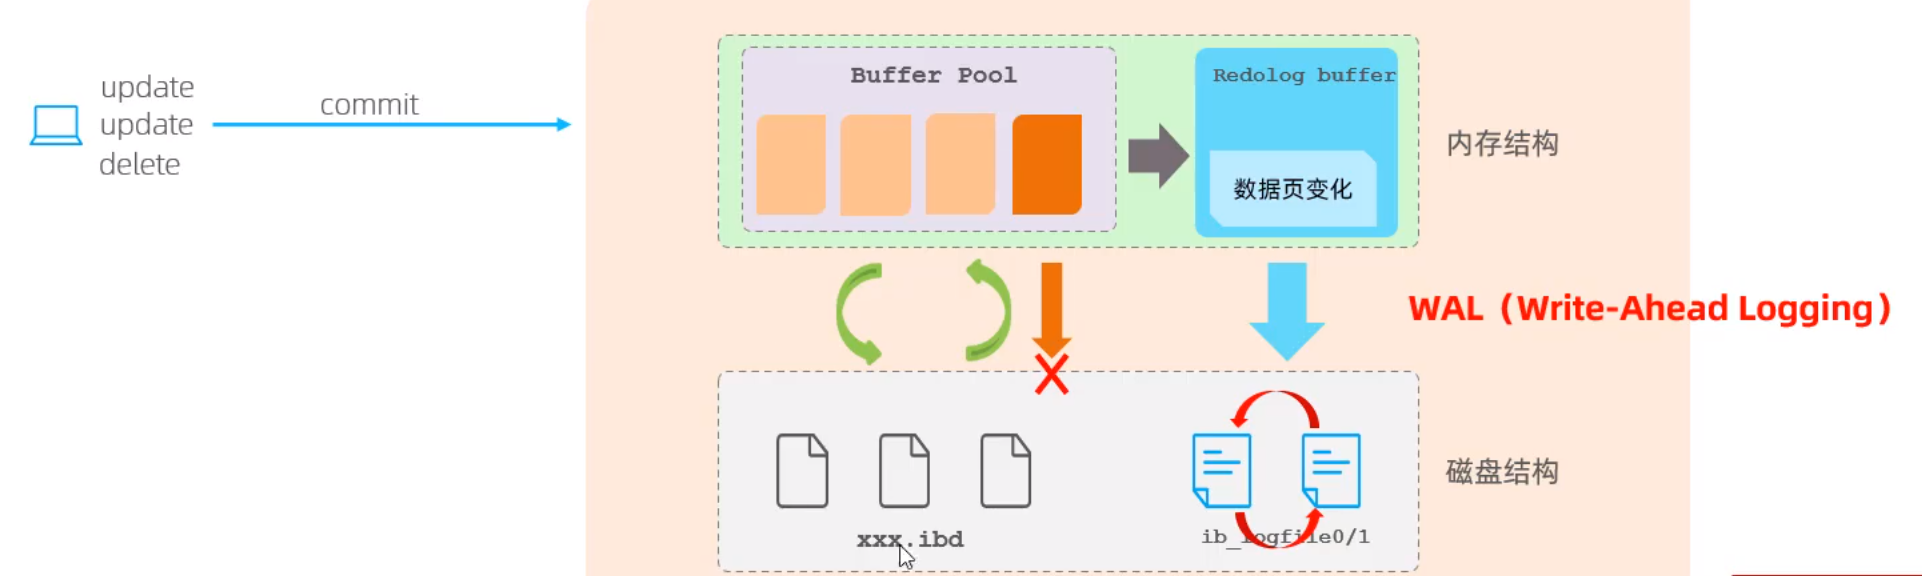 update
update
delete
commit
Buffer Pool
Redolog buffer
数据页变化
内存结构
WAL（Write-Ahead Logging）
xxx.ibd
ib_logfile0/1
磁盘结构